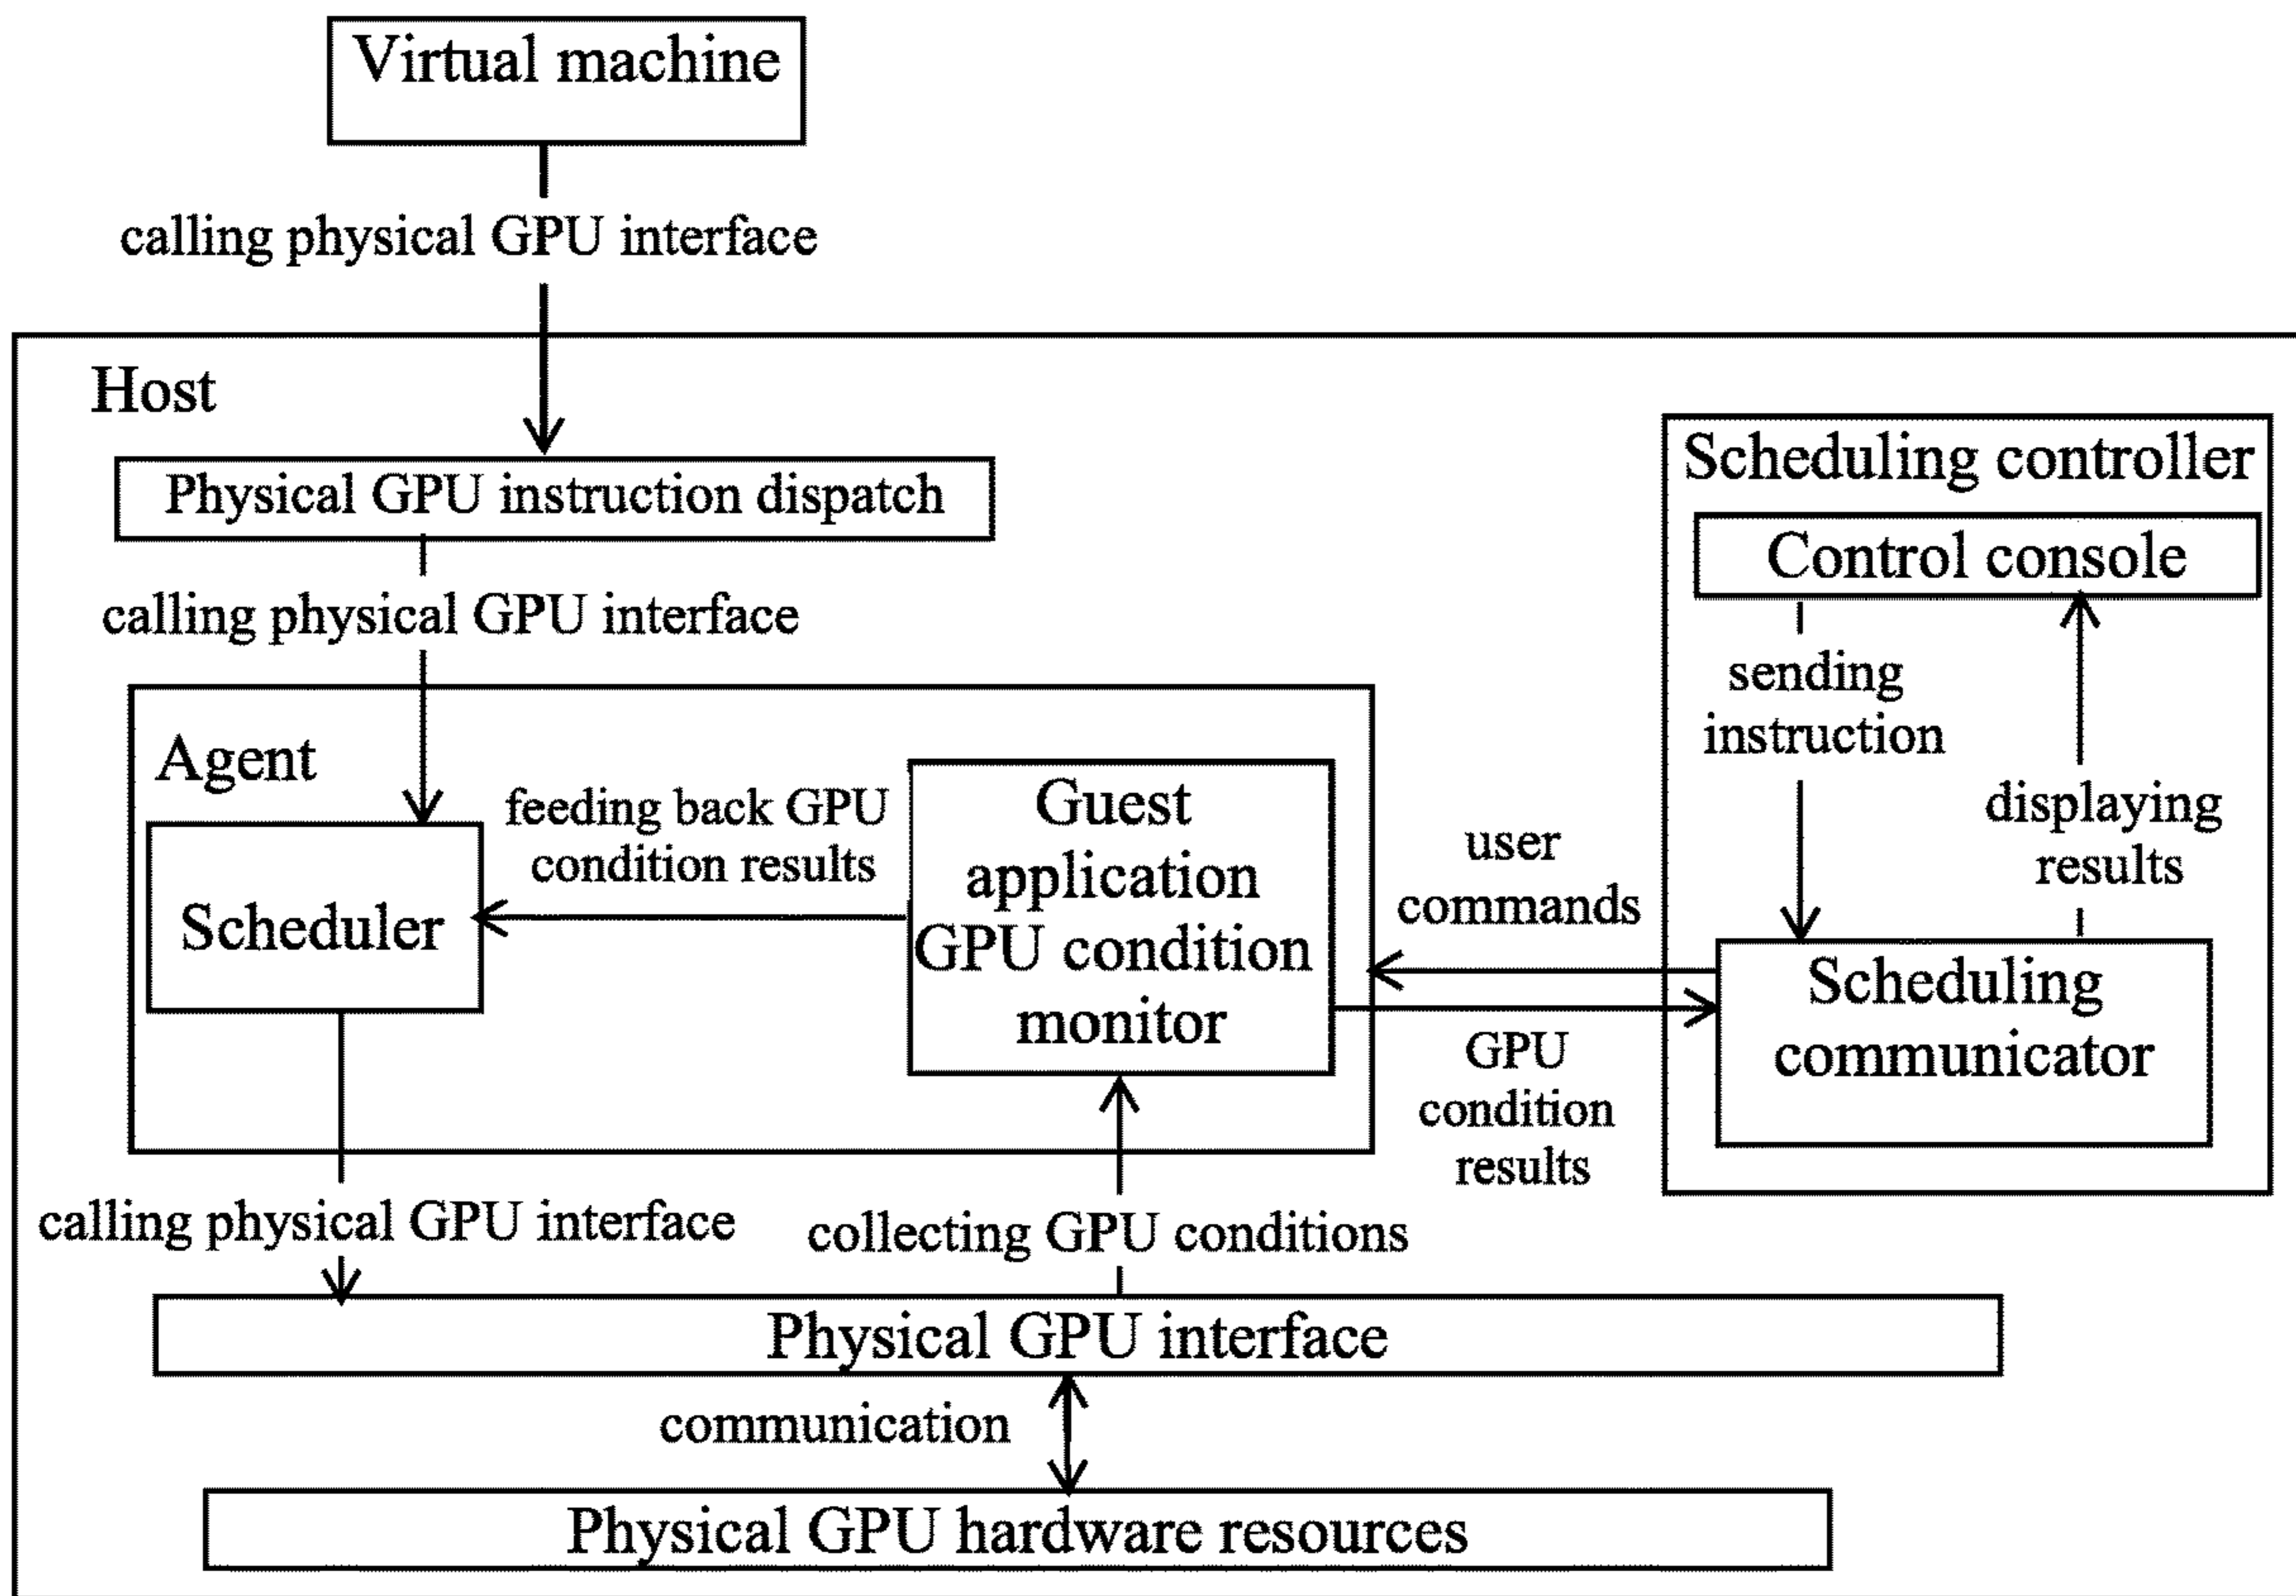 Virtual machine
calling physical GPU interface
Host
Physical GPU instruction dispatch
calling physical GPU interface
Agent
Scheduler
feeding back GPU
condition results
Guest
application
GPU condition
monitor
user
commands
GPU
condition
results
Scheduling controller
Control console
sending
instruction
displaying
results
Scheduling
communicator
calling physical GPU interface
collecting GPU conditions
Physical GPU interface
communication
Physical GPU hardware resources